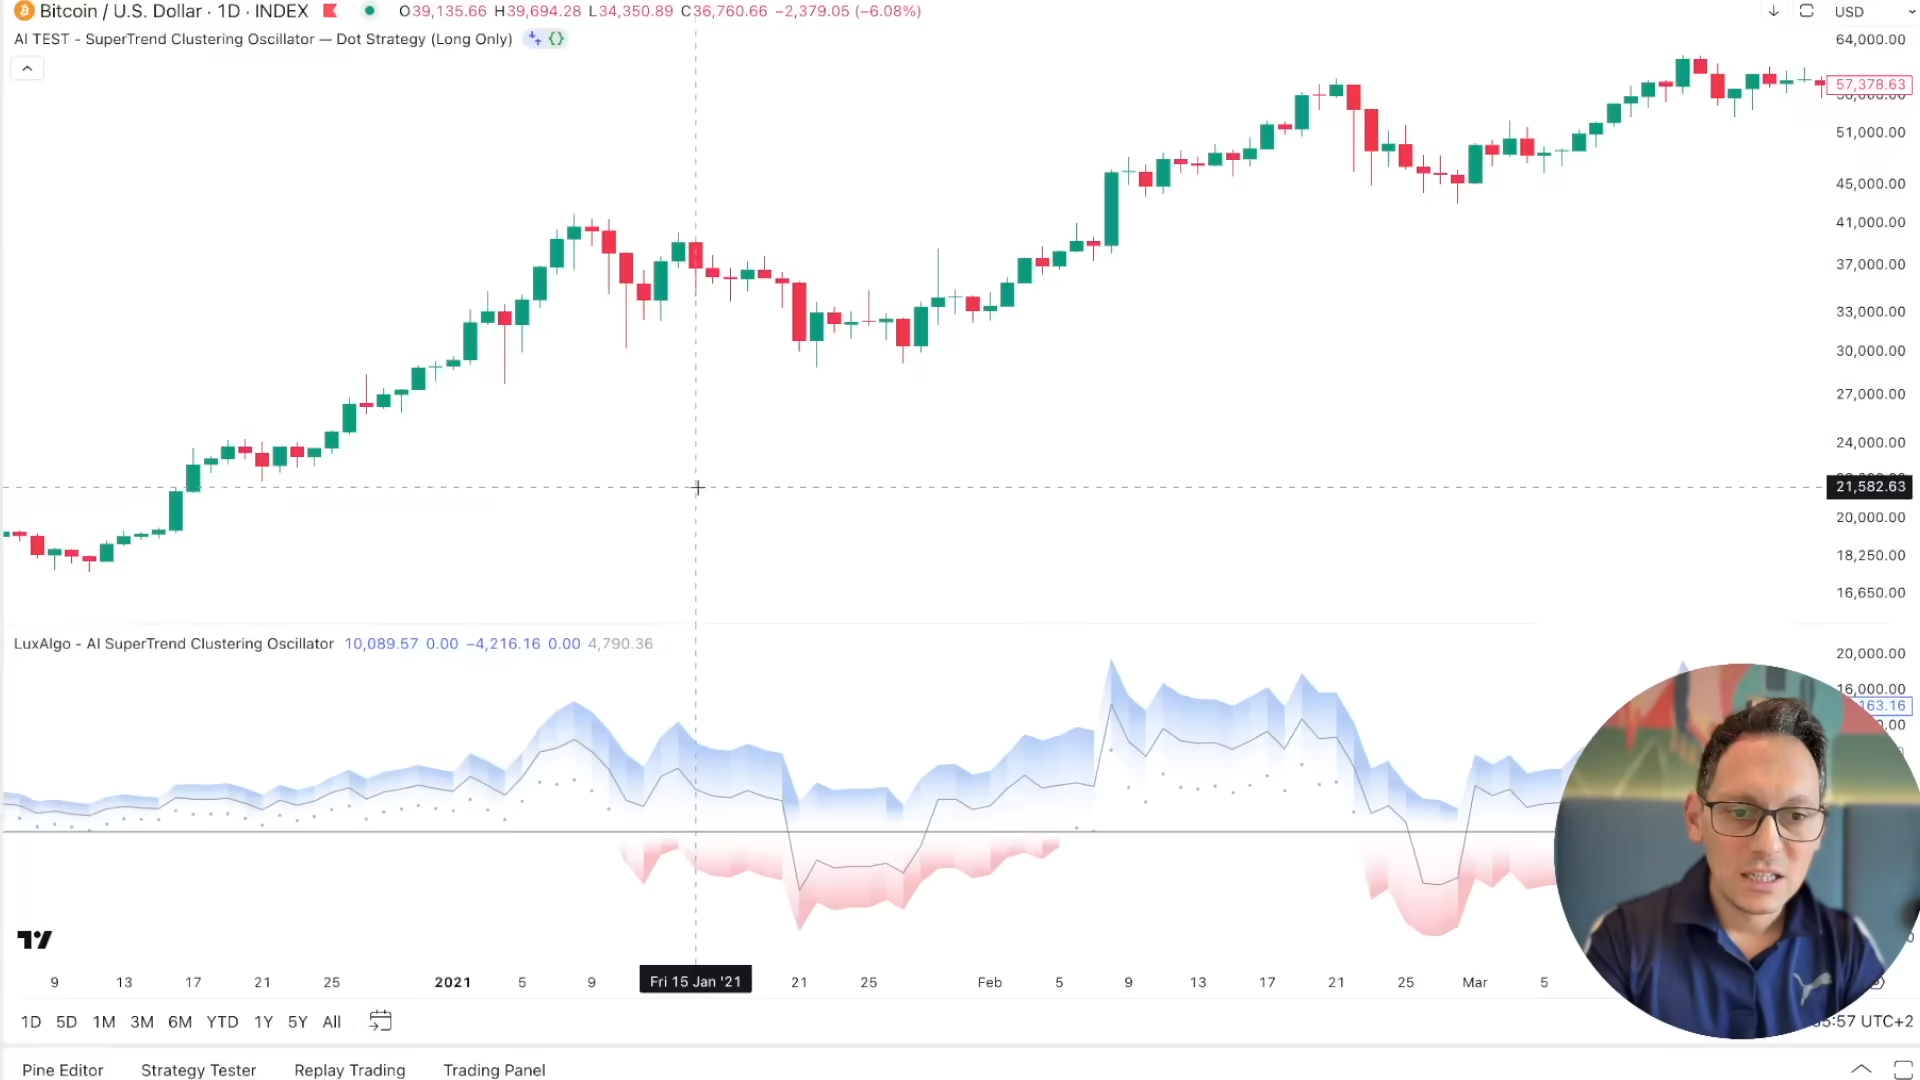 Bitcoin / U.S. Dollar · 1D · INDEX O39,135.66 H39,694.28 L34,350.89 C36,760.66 −2,379.05 (−6.08%)
USD
AI TEST - SuperTrend Clustering Oscillator — Dot Strategy (Long Only)
64,000.00
57,378.63
51,000.00
45,000.00
41,000.00
37,000.00
33,000.00
30,000.00
27,000.00
24,000.00
21,582.63
20,000.00
18,250.00
16,650.00
LuxAlgo - AI SuperTrend Clustering Oscillator 10,089.57 0.00 −4,216.16 0.00 4,790.36
20,000.00
16,000.00
163.16
9 13 17 21 25 2021 5 9 Fri 15 Jan '21 21 25 Feb 5 9 13 17 21 25 Mar 5
1D 5D 1M 3M 6M YTD 1Y 5Y All
5:57 UTC+2
Pine Editor Strategy Tester Replay Trading Trading Panel